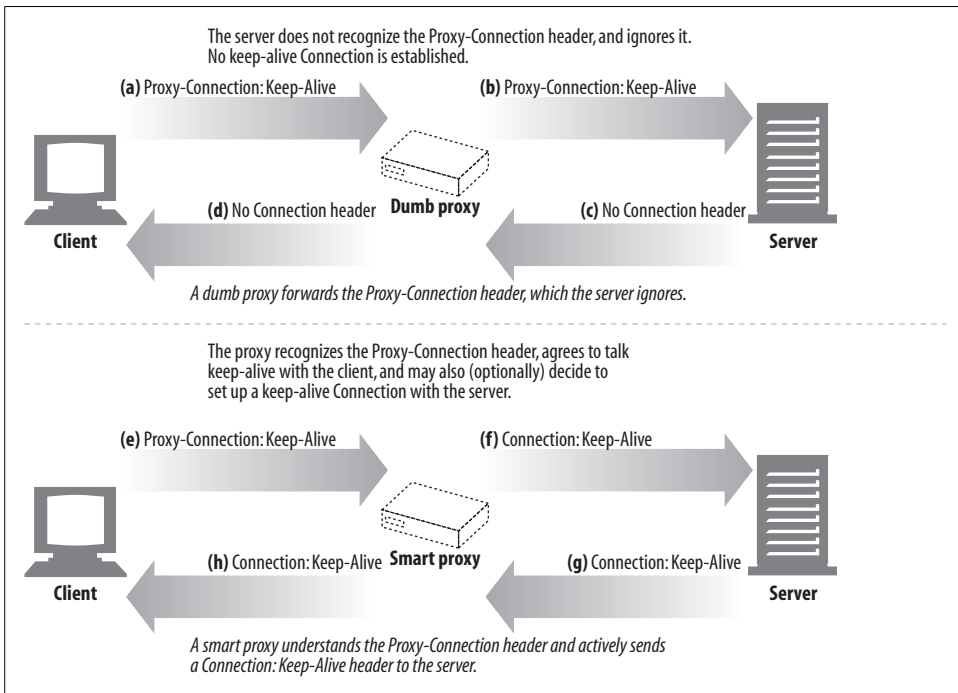 The server does not recognize the Proxy-Connection header, and ignores it.
No keep-alive Connection is established.
(a) Proxy-Connection: Keep-Alive
(b) Proxy-Connection: Keep-Alive
(d) No Connection header
Dumb proxy
(c) No Connection header
Client
Server
A dumb proxy forwards the Proxy-Connection header, which the server ignores.
The proxy recognizes the Proxy-Connection header, agrees to talk
keep-alive with the client, and may also (optionally) decide to
set up a keep-alive Connection with the server.
(e) Proxy-Connection: Keep-Alive
(f) Connection: Keep-Alive
(h) Connection: Keep-Alive
Smart proxy
(g) Connection: Keep-Alive
Client
Server
A smart proxy understands the Proxy-Connection header and actively sends
a Connection: Keep-Alive header to the server.